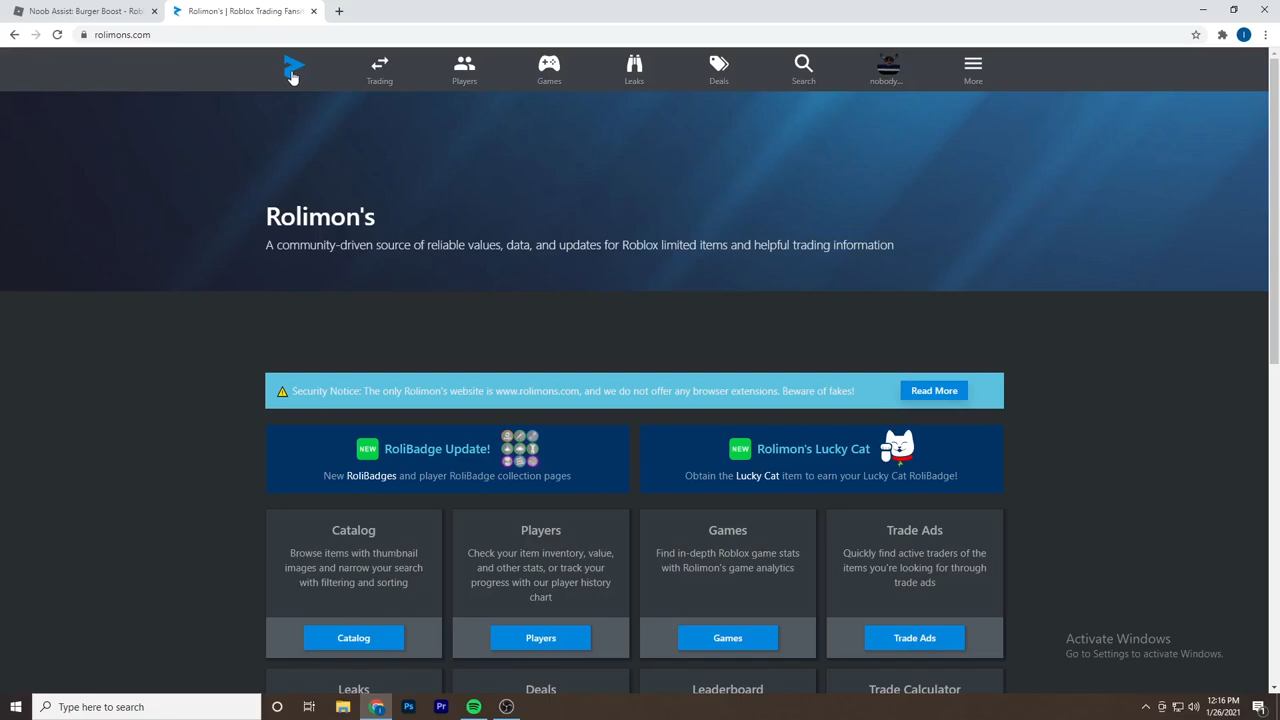 Noob Assist: Burger Boost - Rob
Rolimon's | Roblox Trading Fansi
rolimons.com
I
Trading
Players
Games
Leaks
Deals
Search
nobody...
More
Rolimon's
A community-driven source of reliable values, data, and updates for Roblox limited items and helpful trading information
Security Notice: The only Rolimon's website is www.rolimons.com, and we do not offer any browser extensions. Beware of fakes!
Read More
NEW RoliBadge Update!
New RoliBadges and player RoliBadge collection pages
NEW Rolimon's Lucky Cat
Obtain the Lucky Cat item to earn your Lucky Cat RoliBadge!
Catalog
Browse items with thumbnail
images and narrow your search
with filtering and sorting
Catalog
Players
Check your item inventory, value,
and other stats, or track your
progress with our player history
chart
Players
Games
Find in-depth Roblox game stats
with Rolimon's game analytics
Games
Trade Ads
Quickly find active traders of the
items you're looking for through
trade ads
Trade Ads
Leaks
Deals
Leaderboard
Trade Calculator
Activate Windows
Go to Settings to activate Windows.
Type here to search
Ps
Pr
12:16 PM
1/26/2021
1